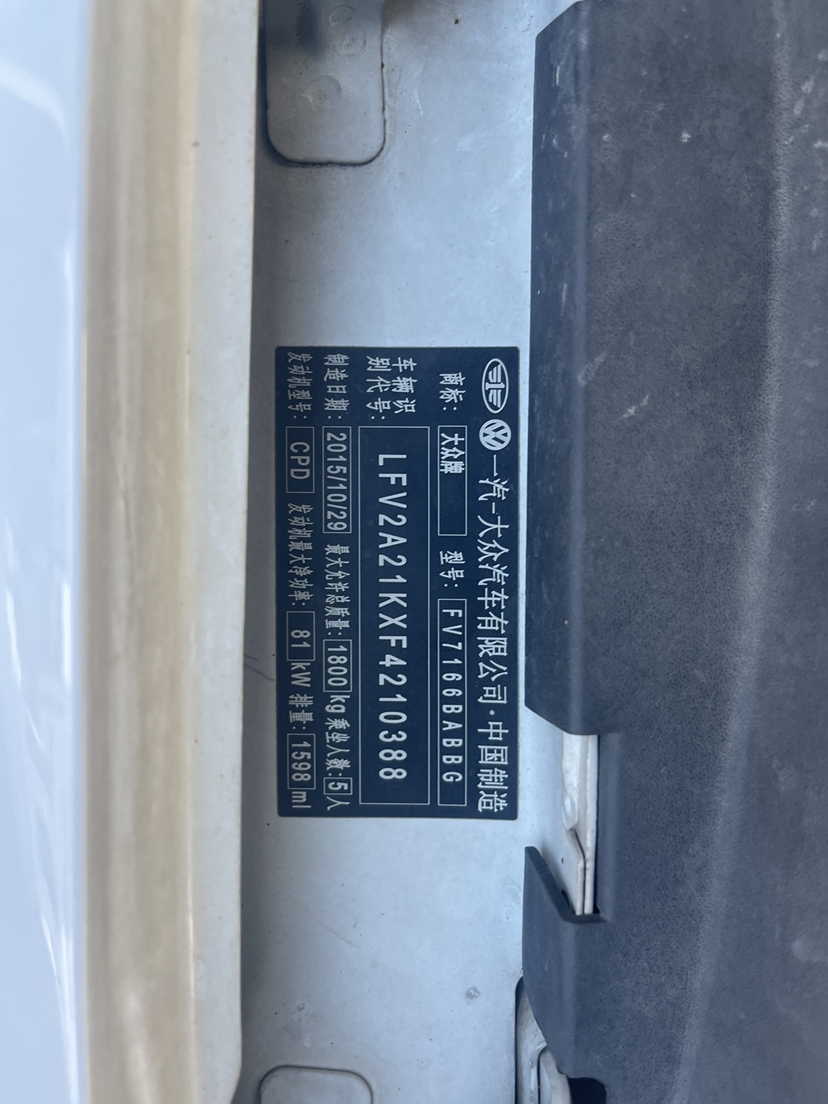 一汽-大众汽车有限公司·中国制造
商标: 大众牌 型号: FV7166BABBG
车辆识别代号: LFV2A21KXF4210388
制造日期: 2015/10/29 最大允许总质量: 1800 kg 乘坐人数: 5 人
发动机型号: CPD 发动机最大净功率: 81 kW 排量: 1598 ml